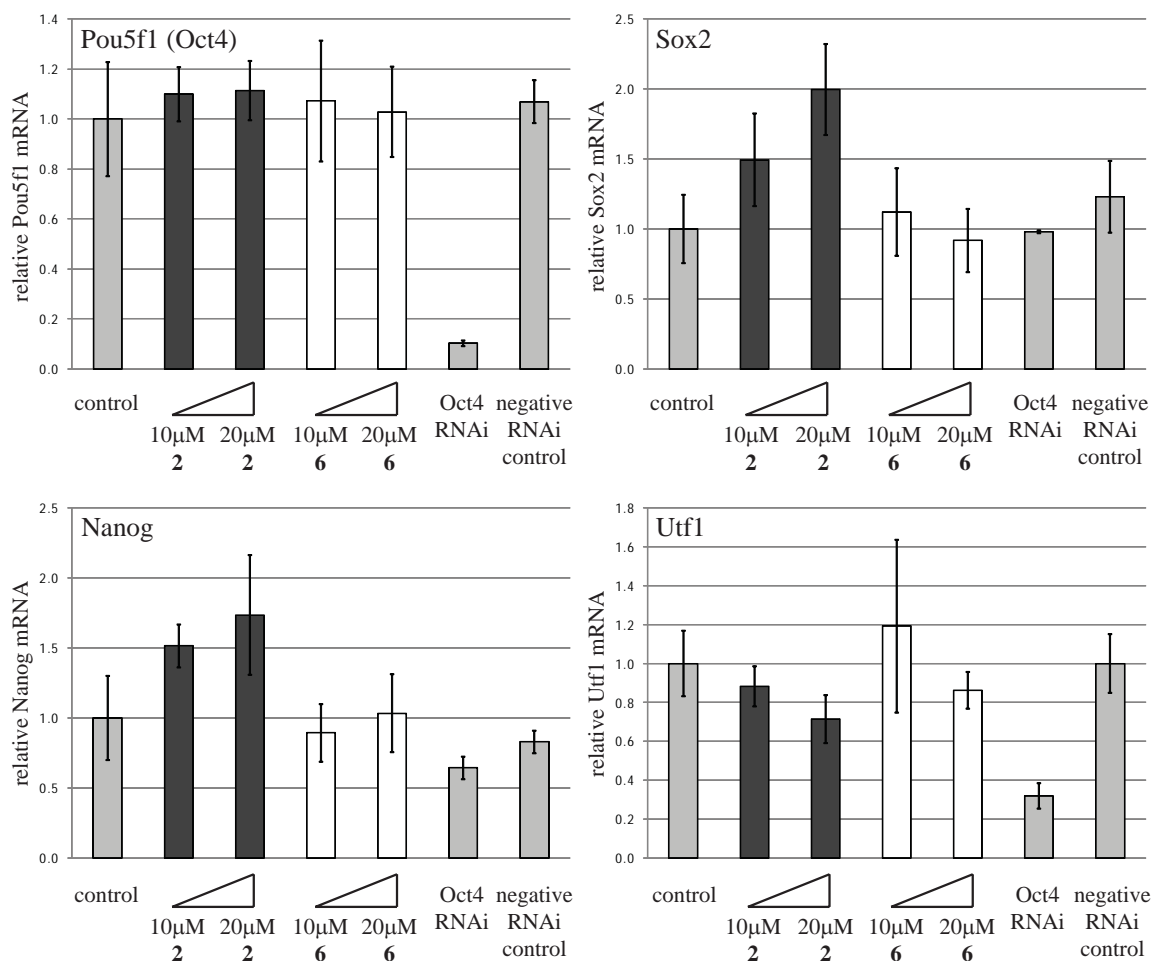 Pou5f1 (Oct4)
relative Pou5f1 mRNA
1.4
1.2
1.0
0.8
0.6
0.4
0.2
0.0
control
10µM
2
20µM
2
10µM
6
20µM
6
Oct4
RNAi
negative
RNAi
control
Sox2
relative Sox2 mRNA
2.5
2.0
1.5
1.0
0.5
0.0
control
10µM
2
20µM
2
10µM
6
20µM
6
Oct4
RNAi
negative
RNAi
control
Nanog
relative Nanog mRNA
2.5
2.0
1.5
1.0
0.5
0.0
control
10µM
2
20µM
2
10µM
6
20µM
6
Oct4
RNAi
negative
RNAi
control
Utf1
relative Utf1 mRNA
1.8
1.6
1.4
1.2
1.0
0.8
0.6
0.4
0.2
0.0
control
10µM
2
20µM
2
10µM
6
20µM
6
Oct4
RNAi
negative
RNAi
control